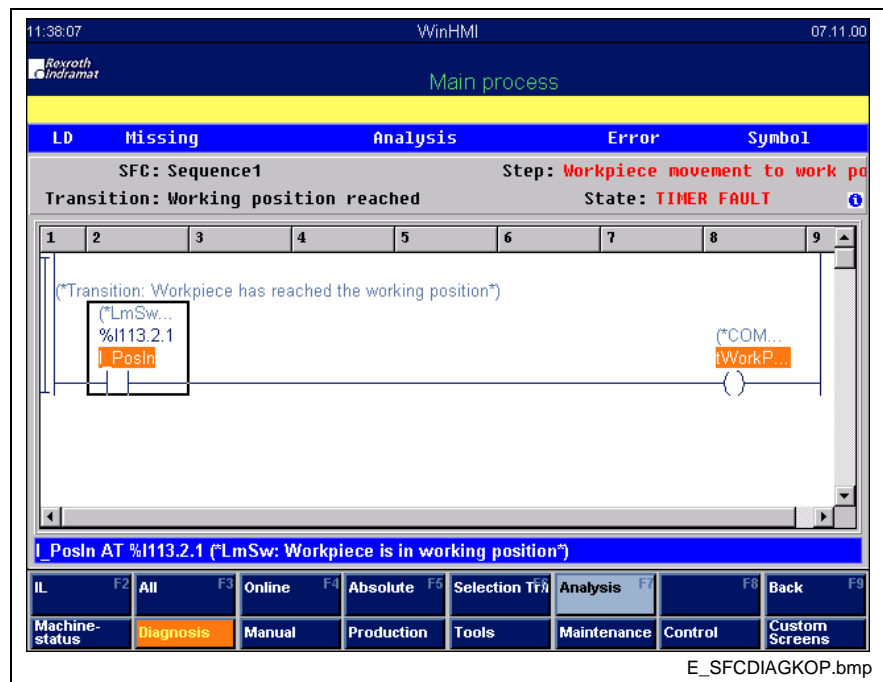 11:38:07 WinHMI 07.11.00
Rexroth
Indramat
Main process
LD Missing Analysis Error Symbol
SFC: Sequence1 Step: Workpiece movement to work po
Transition: Working position reached State: TIMER FAULT
1 2 3 4 5 6 7 8 9
(*Transition: Workpiece has reached the working position*)
(*LmSw... 
%I113.2.1 (*COM...
I_PosIn tWorkP...
I_PosIn AT %I113.2.1 (*LmSw: Workpiece is in working position*)
IL F2 All F3 Online F4 Absolute F5 Selection Tr/ F6 Analysis F7 F8 Back F9
Machine-status Diagnosis Manual Production Tools Maintenance Control Custom Screens
E_SFCDIAGKOP.bmp